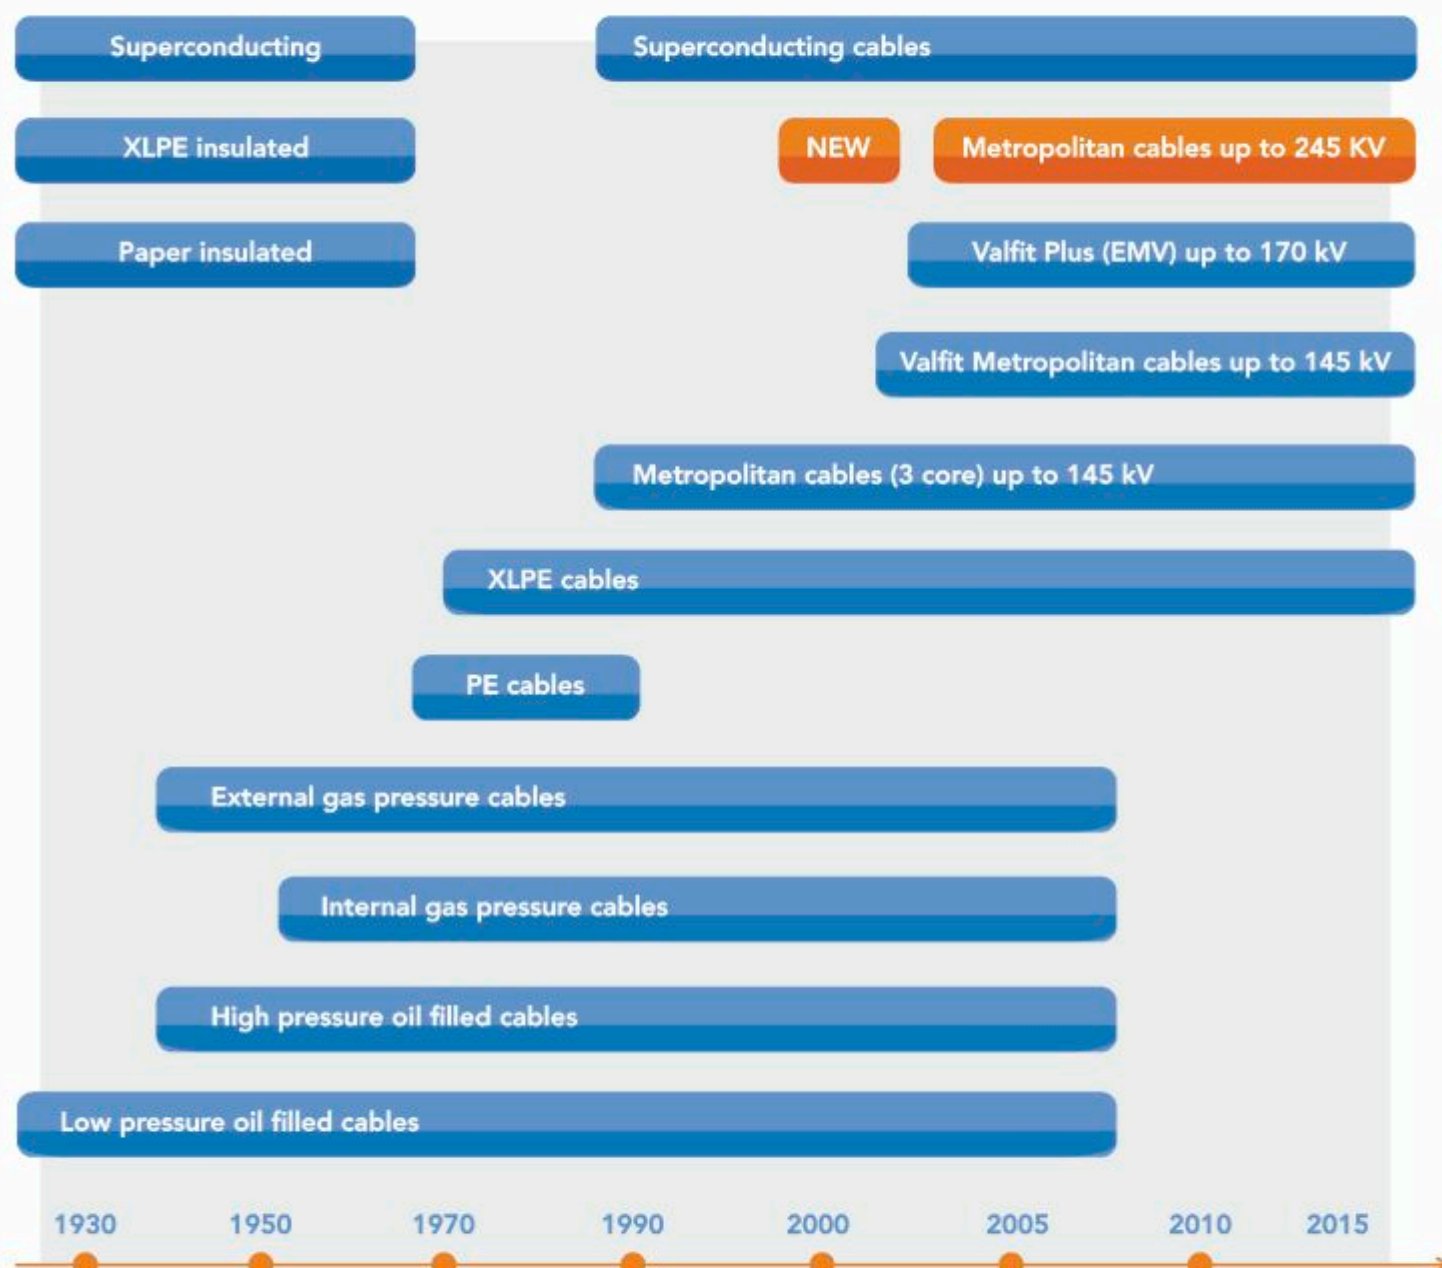 Superconducting
Superconducting cables
XLPE insulated
NEW
Metropolitan cables up to 245 KV
Paper insulated
Valfit Plus (EMV) up to 170 kV
Valfit Metropolitan cables up to 145 kV
Metropolitan cables (3 core) up to 145 kV
XLPE cables
PE cables
External gas pressure cables
Internal gas pressure cables
High pressure oil filled cables
Low pressure oil filled cables
1930 1950 1970 1990 2000 2005 2010 2015